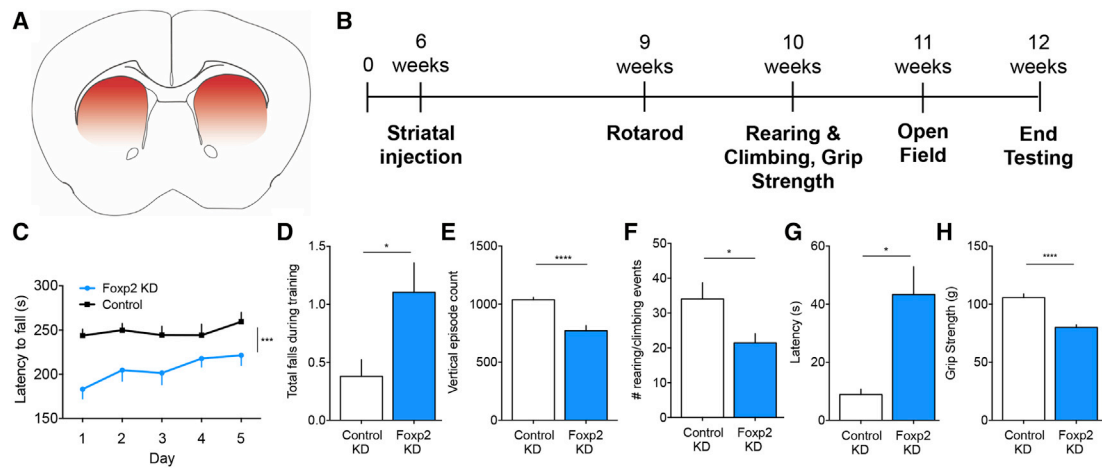 A
B
0
6
weeks
9
weeks
10
weeks
11
weeks
12
weeks
Striatal
injection
Rotarod
Rearing &
Climbing, Grip
Strength
Open
Field
End
Testing
C
Latency to fall (s)
300
250
200
150
Foxp2 KD
Control
***
1 2 3 4 5
Day
D
Total falls during training
1.5
1.0
0.5
0.0
*
Control
KD
Foxp2
KD
E
Vertical episode count
1500
1000
500
0
****
Control
KD
Foxp2
KD
F
# rearing/climbing events
50
40
30
20
10
0
*
Control
KD
Foxp2
KD
G
Latency (s)
60
40
20
0
*
Control
KD
Foxp2
KD
H
Grip Strength (g)
150
100
50
0
****
Control
KD
Foxp2
KD